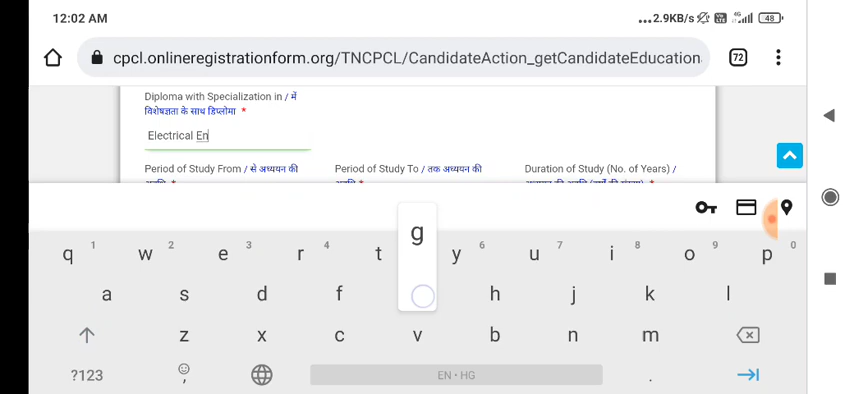 12:02 AM ...2.9KB/s 4G 48
cpcl.onlineregistrationform.org/TNCPCL/CandidateAction_getCandidateEducation 72
Diploma with Specialization in / में
विशेषज्ञता के साथ डिप्लोमा *
Electrical En
Period of Study From / से अध्ययन की Period of Study To / तक अध्ययन की Duration of Study (No. of Years) /
g
q 1 w 2 e 3 r 4 t y 6 u 7 i 8 o 9 p 0
a s d f h j k l
z x c v b n m
?123 , EN • HG .